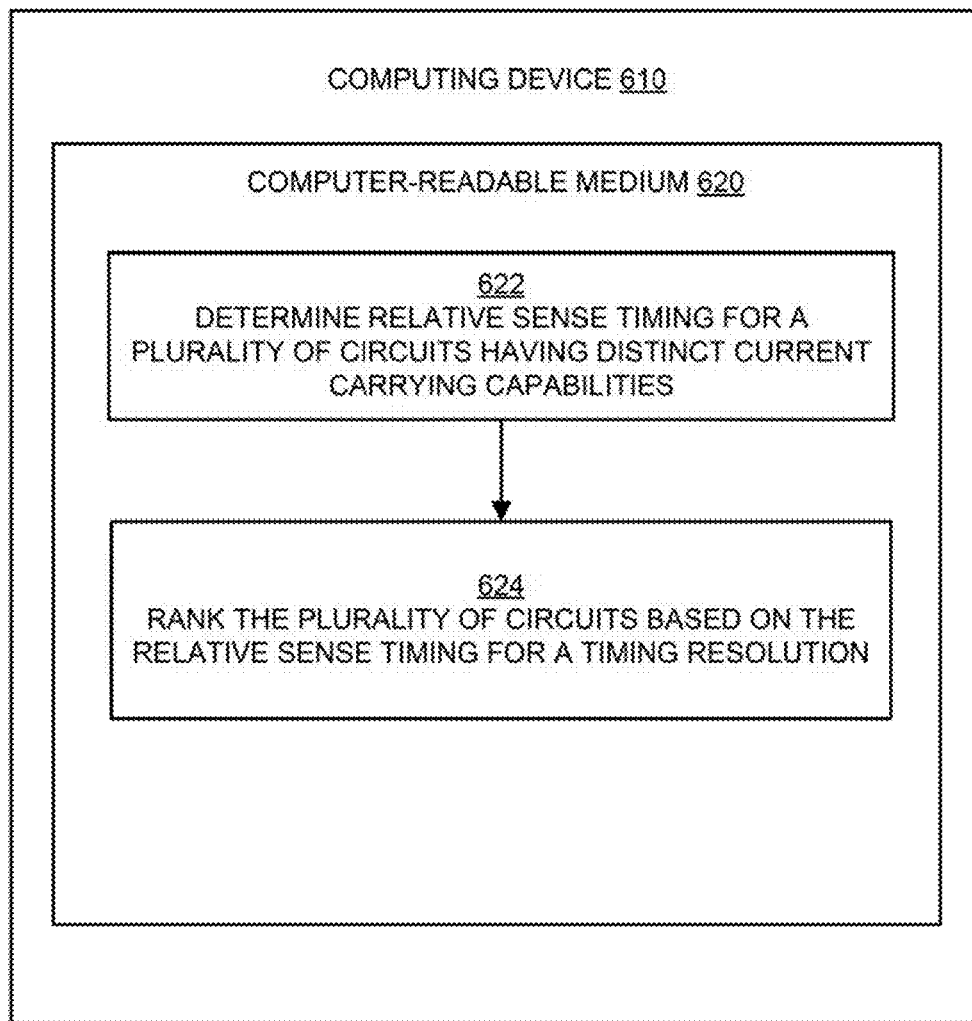 COMPUTING DEVICE 610
COMPUTER-READABLE MEDIUM 620
622
DETERMINE RELATIVE SENSE TIMING FOR A
PLURALITY OF CIRCUITS HAVING DISTINCT CURRENT
CARRYING CAPABILITIES
624
RANK THE PLURALITY OF CIRCUITS BASED ON THE
RELATIVE SENSE TIMING FOR A TIMING RESOLUTION